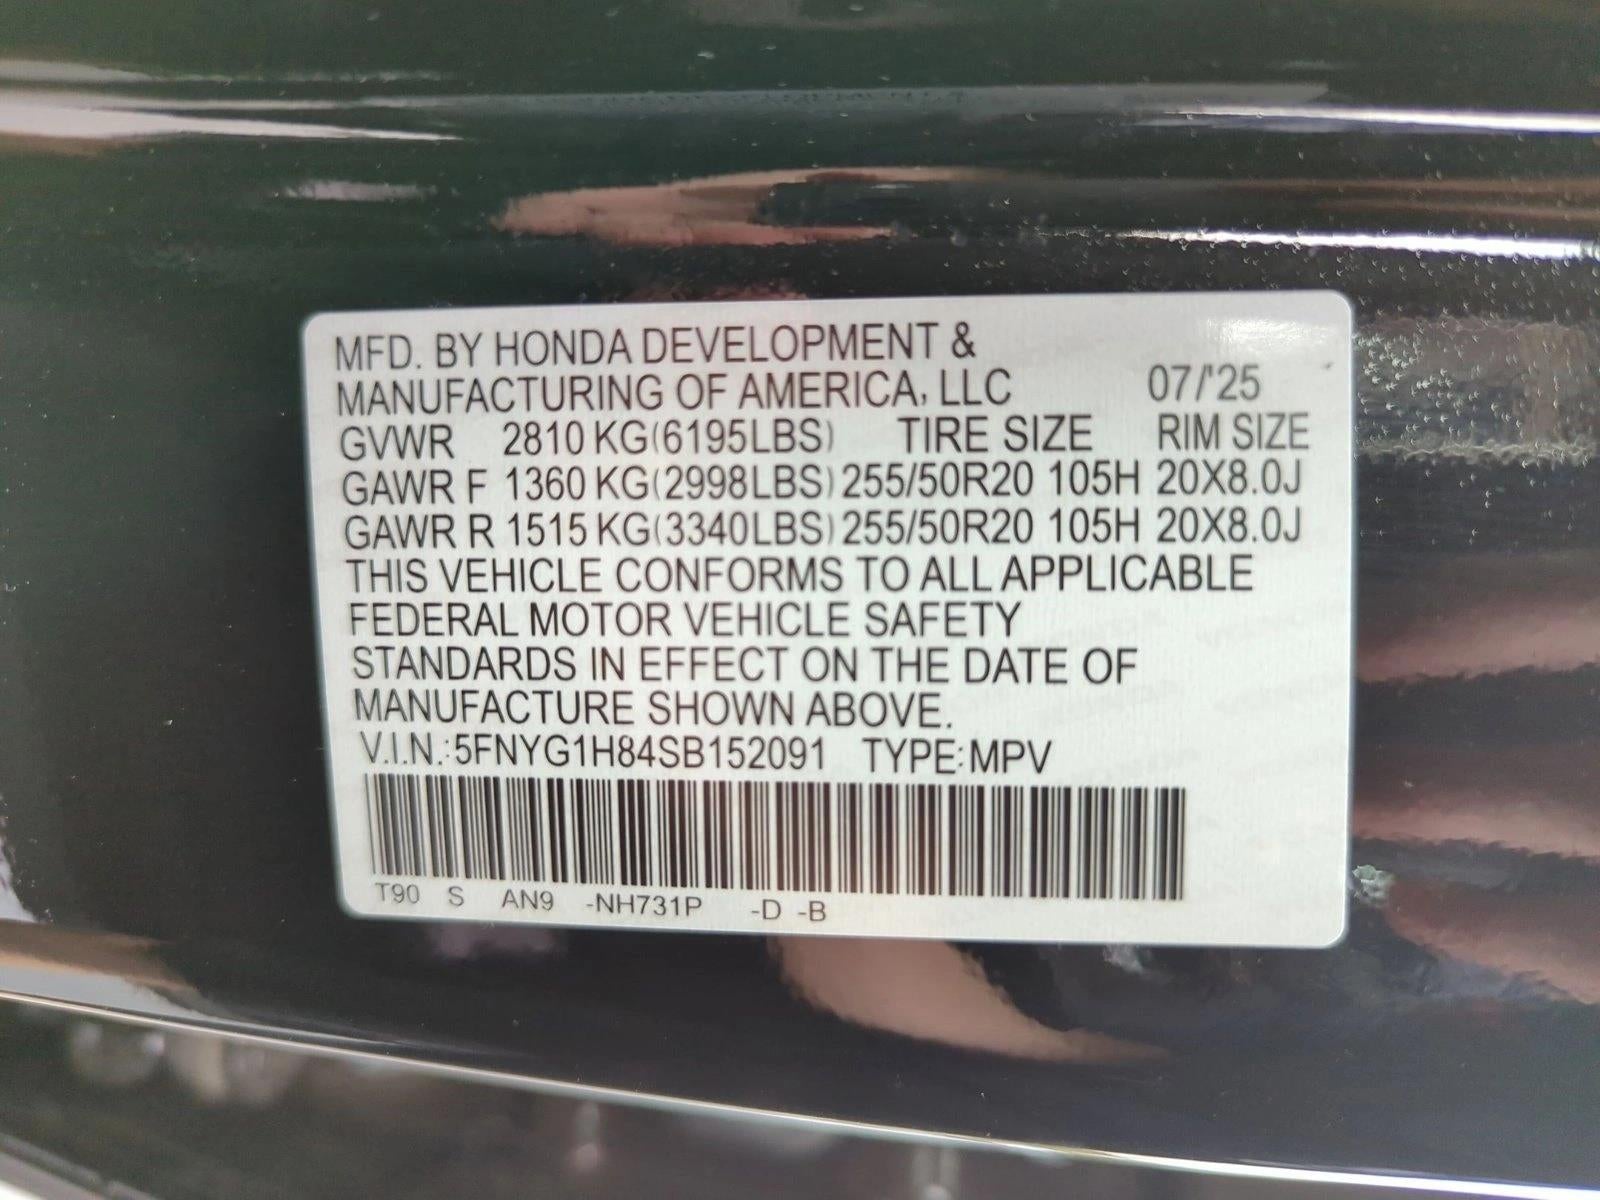 MFD. BY HONDA DEVELOPMENT &
MANUFACTURING OF AMERICA, LLC 07/'25
GVWR 2810 KG(6195LBS) TIRE SIZE RIM SIZE
GAWR F 1360 KG(2998LBS) 255/50R20 105H 20X8.0J
GAWR R 1515 KG(3340LBS) 255/50R20 105H 20X8.0J
THIS VEHICLE CONFORMS TO ALL APPLICABLE
FEDERAL MOTOR VEHICLE SAFETY
STANDARDS IN EFFECT ON THE DATE OF
MANUFACTURE SHOWN ABOVE.
V.I.N.:5FNYG1H84SB152091 TYPE:MPV
T90 S AN9 -NH731P -D -B